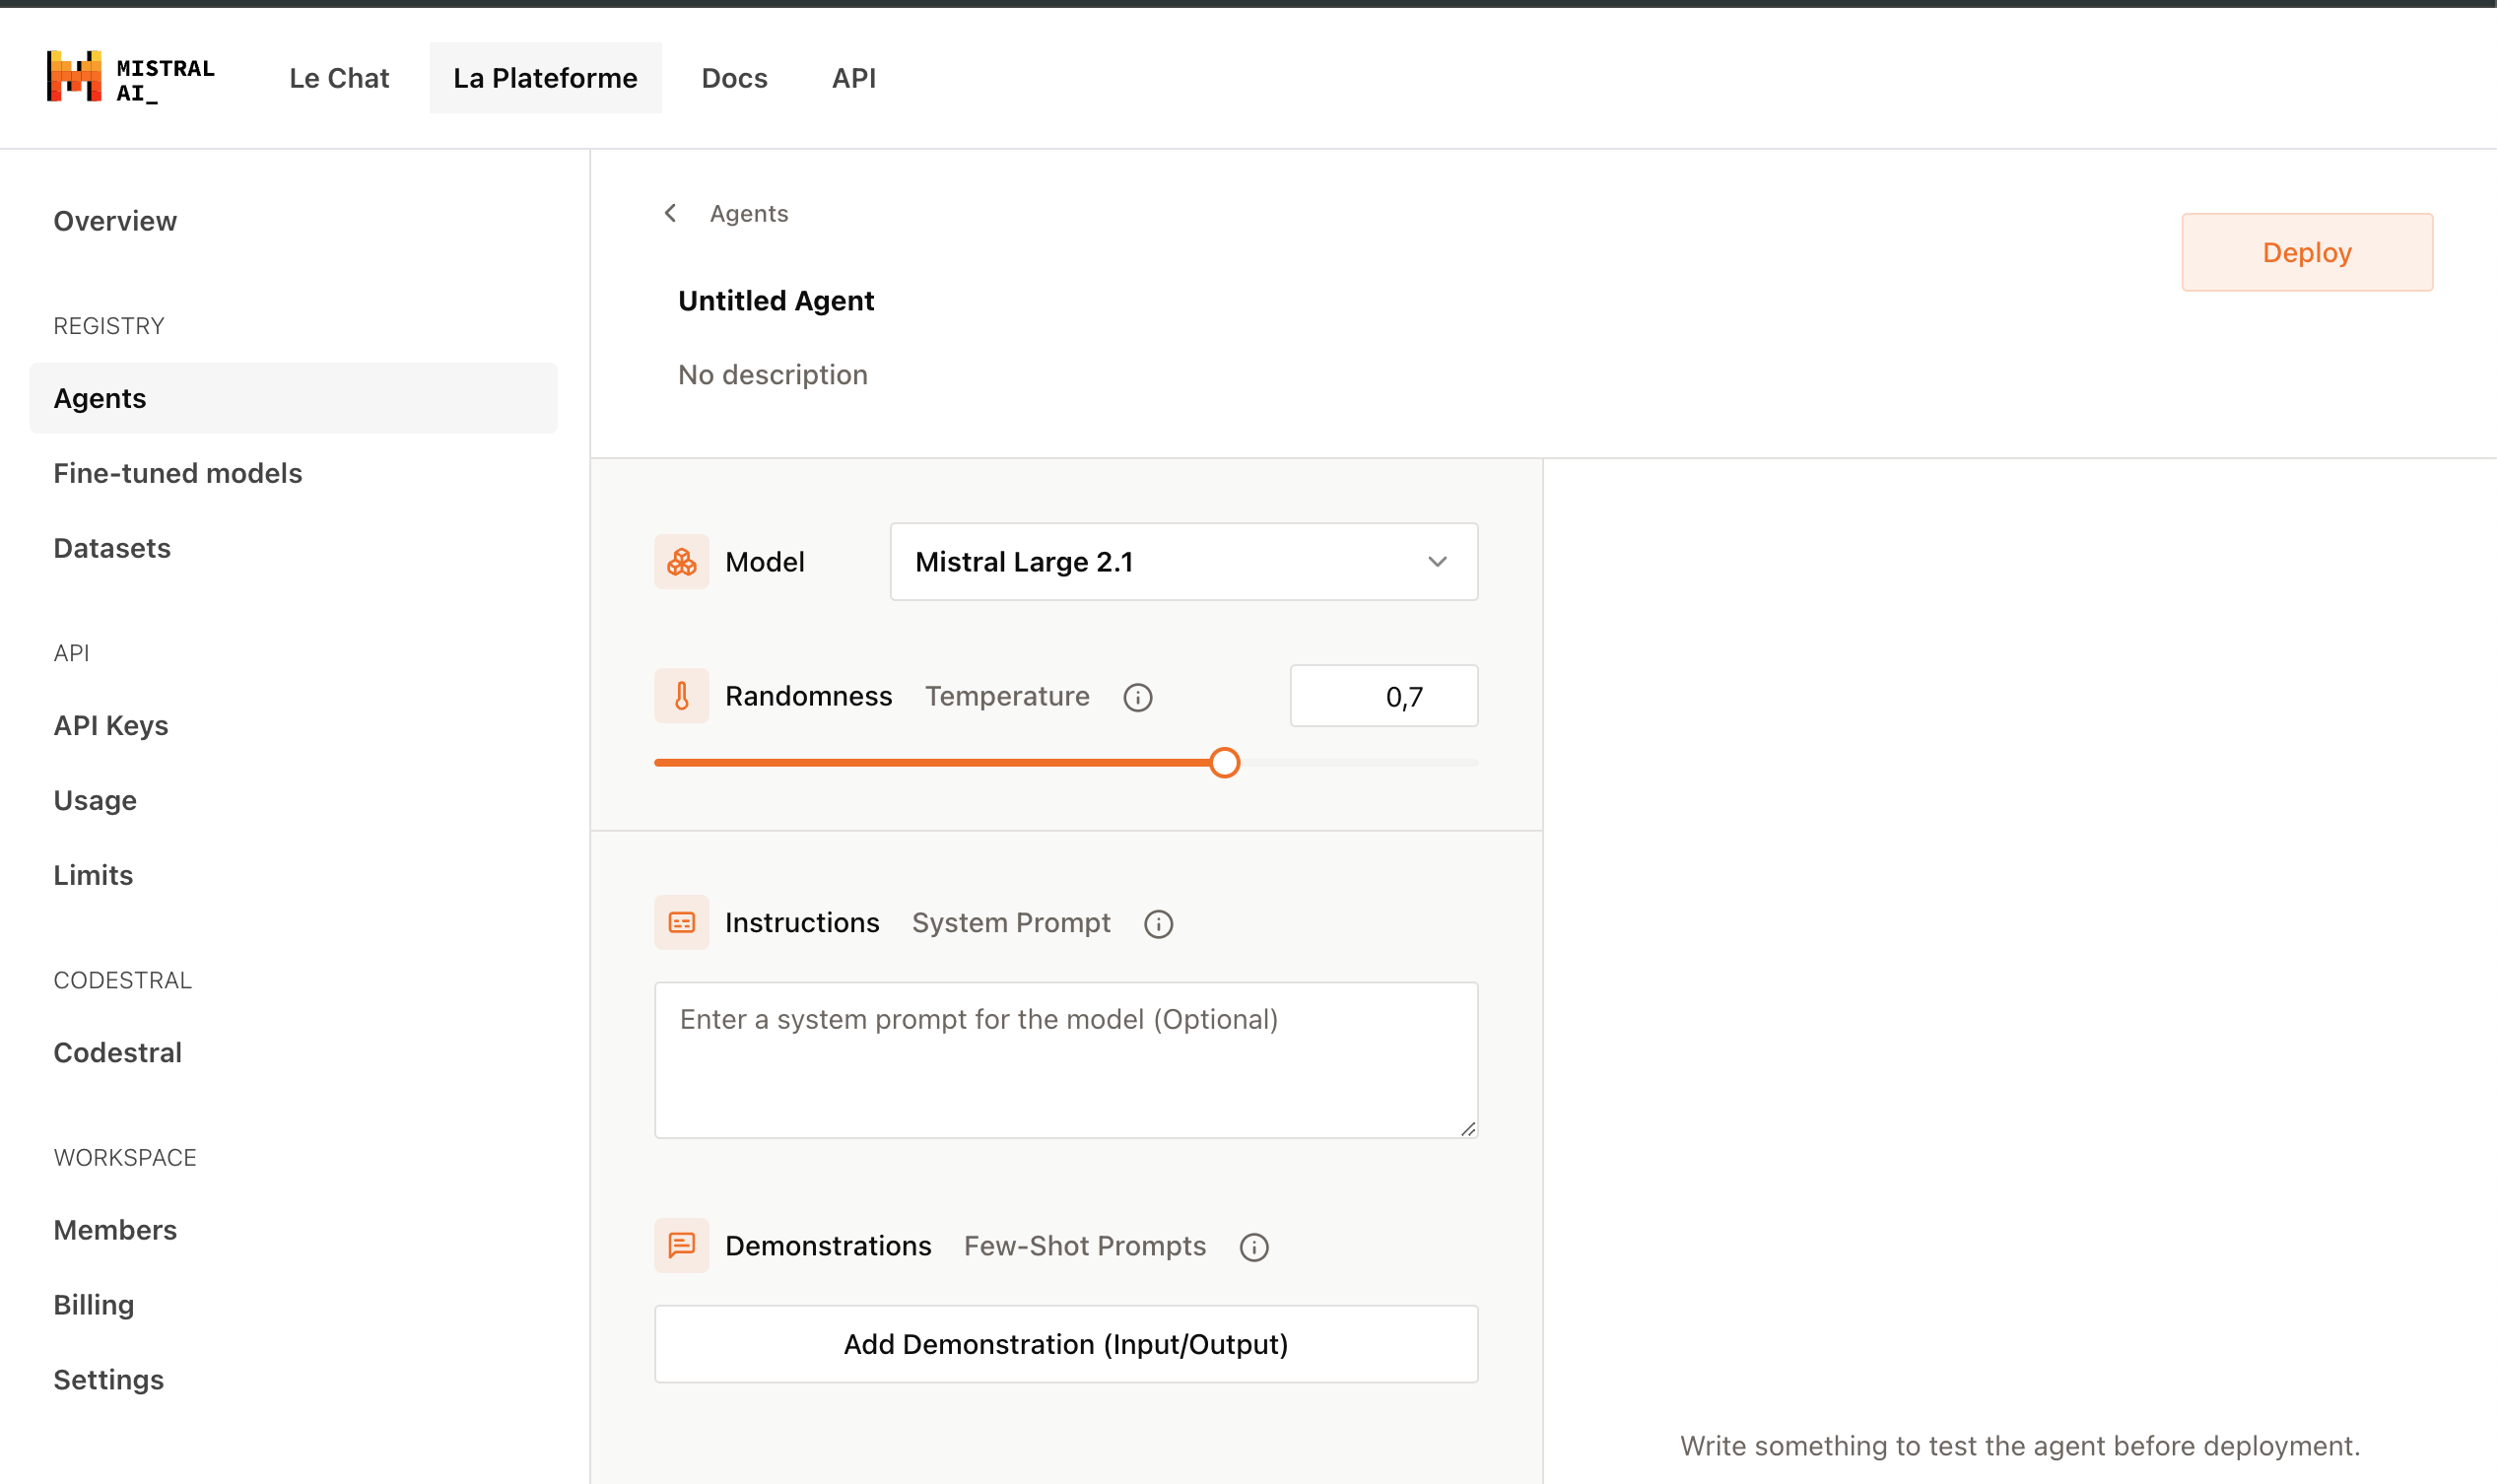 MISTRAL
AI_
Le Chat
La Plateforme
Docs
API
Overview
REGISTRY
Agents
Fine-tuned models
Datasets
API
API Keys
Usage
Limits
CODESTRAL
Codestral
WORKSPACE
Members
Billing
Settings
Agents
Untitled Agent
No description
Deploy
Model
Mistral Large 2.1
Randomness Temperature
0,7
Instructions System Prompt
Enter a system prompt for the model (Optional)
Demonstrations Few-Shot Prompts
Add Demonstration (Input/Output)
Write something to test the agent before deployment.